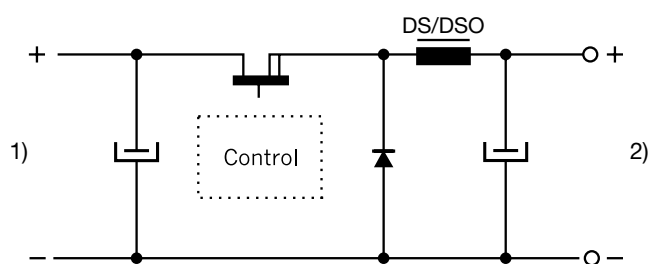 DS/DSO
+ +
1) Control 2)
− −